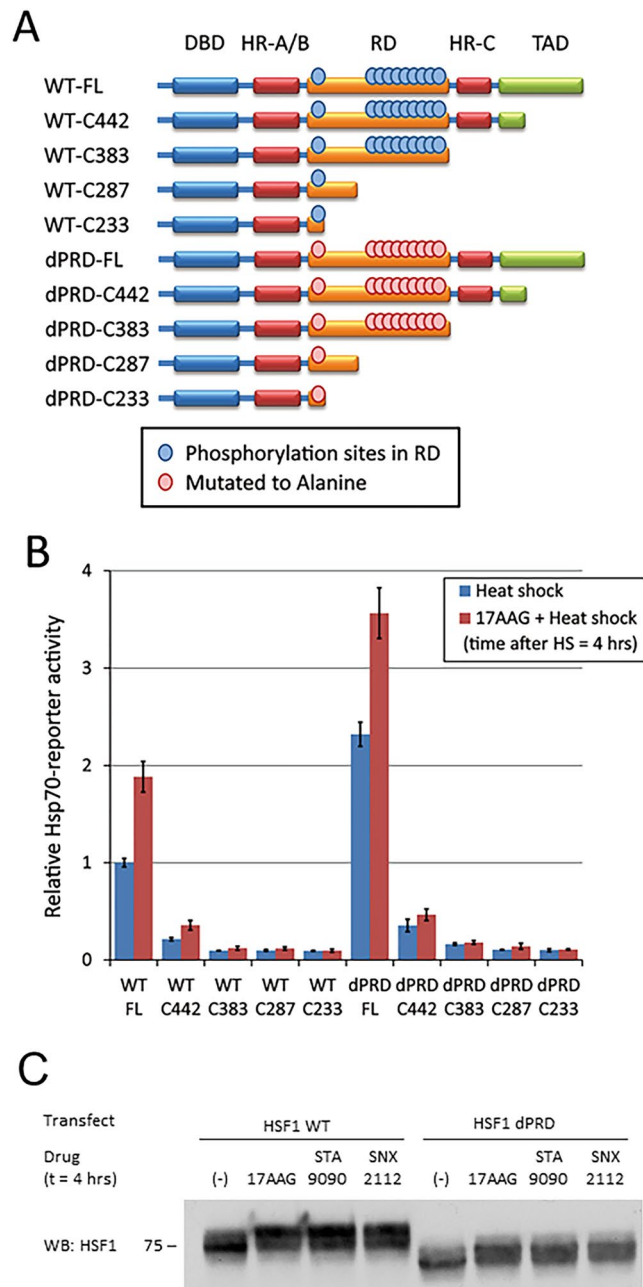 A
DBD HR-A/B RD HR-C TAD
WT-FL
WT-C442
WT-C383
WT-C287
WT-C233
dPRD-FL
dPRD-C442
dPRD-C383
dPRD-C287
dPRD-C233
Phosphorylation sites in RD
Mutated to Alanine
B
Relative Hsp70-reporter activity
4
3
2
1
0
Heat shock
17AAG + Heat shock
(time after HS = 4 hrs)
WT WT WT WT WT dPRD dPRD dPRD dPRD dPRD
FL C442 C383 C287 C233 FL C442 C383 C287 C233
C
Transfect HSF1 WT HSF1 dPRD
Drug STA SNX STA SNX
(t = 4 hrs) (-) 17AAG 9090 2112 (-) 17AAG 9090 2112
WB: HSF1 75 –